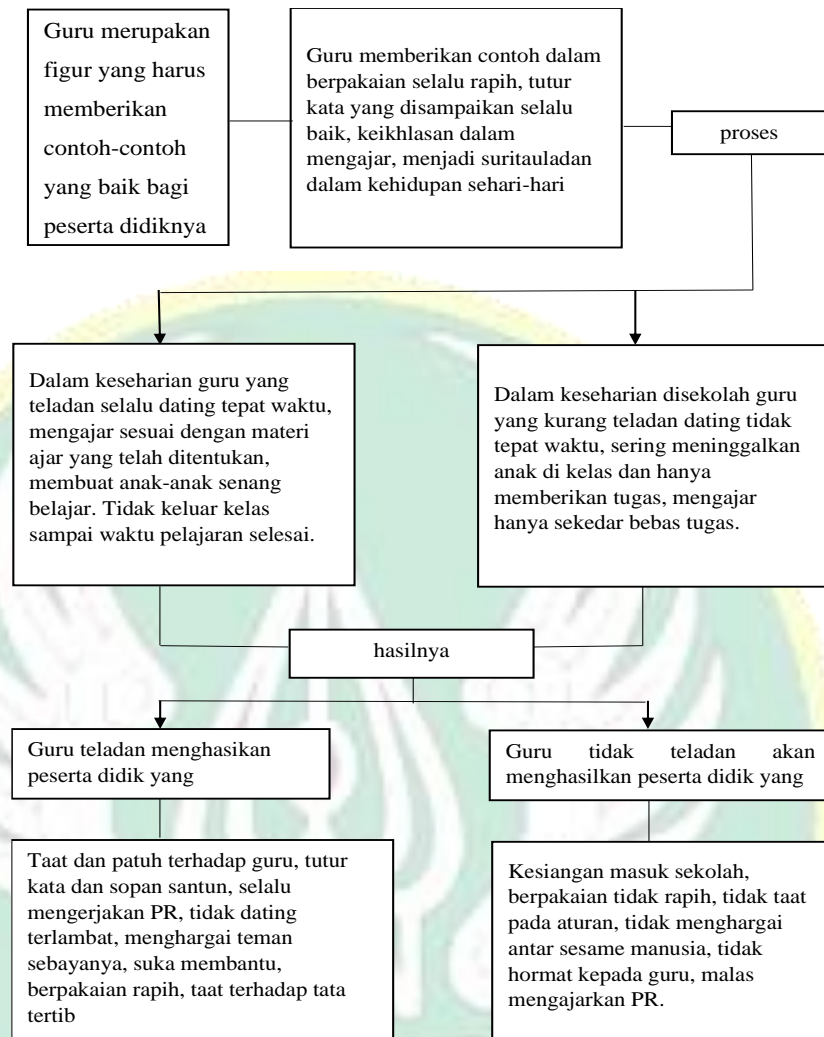 Guru merupakan
figur yang harus
memberikan
contoh-contoh
yang baik bagi
peserta didiknya
Guru memberikan contoh dalam
berpakaian selalu rapih, tutur
kata yang disampaikan selalu
baik, keikhlasan dalam
mengajar, menjadi suritauladan
dalam kehidupan sehari-hari
proses
Dalam keseharian guru yang
teladan selalu dating tepat waktu,
mengajar sesuai dengan materi
ajar yang telah ditentukan,
membuat anak-anak senang
belajar. Tidak keluar kelas
sampai waktu pelajaran selesai.
Dalam keseharian disekolah guru
yang kurang teladan dating tidak
tepat waktu, sering meninggalkan
anak di kelas dan hanya
memberikan tugas, mengajar
hanya sekedar bebas tugas.
hasilnya
Guru teladan menghasikan
peserta didik yang
Guru tidak teladan akan
menghasilkan peserta didik yang
Taat dan patuh terhadap guru, tutur
kata dan sopan santun, selalu
mengerjakan PR, tidak dating
terlambat, menghargai teman
sebayanya, suka membantu,
berpakaian rapih, taat terhadap tata
tertib
Kesiangan masuk sekolah,
berpakaian tidak rapih, tidak taat
pada aturan, tidak menghargai
antar sesame manusia, tidak
hormat kepada guru, malas
mengajarkan PR.